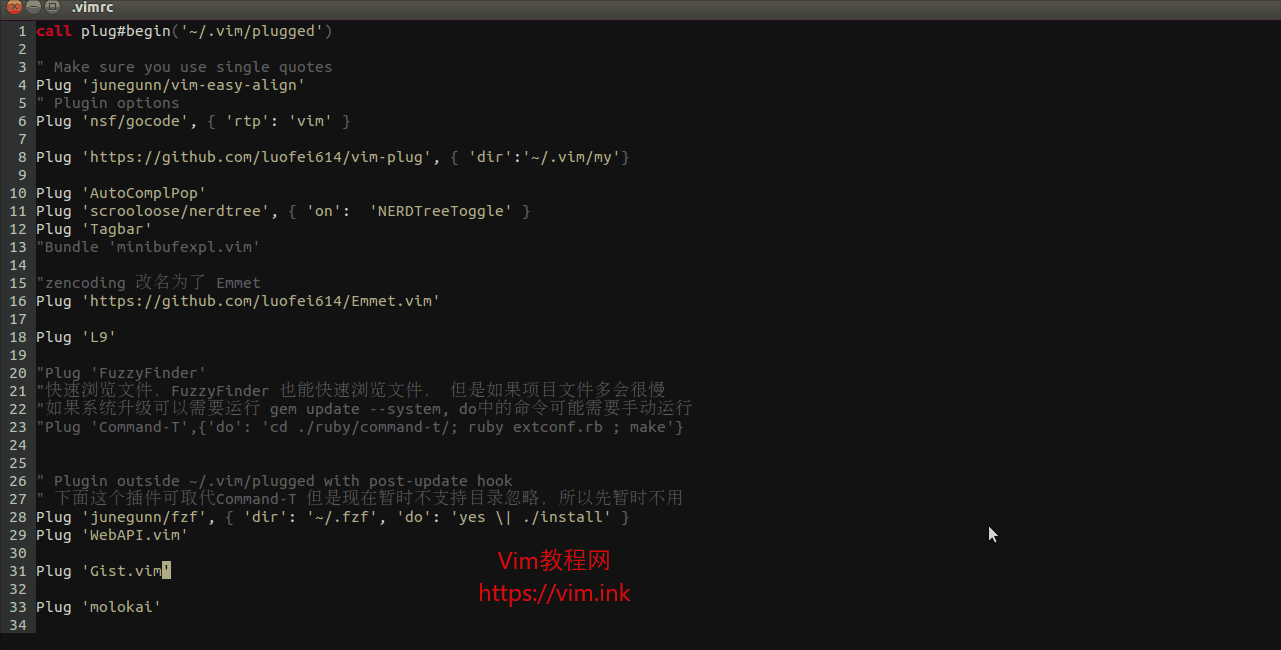 .vimrc
1 call plug#begin('~/.vim/plugged')
2
3 " Make sure you use single quotes
4 Plug 'junegunn/vim-easy-align'
5 " Plugin options
6 Plug 'nsf/gocode', { 'rtp': 'vim' }
7
8 Plug 'https://github.com/luofei614/vim-plug', { 'dir':'~/.vim/my'}
9
10 Plug 'AutoComplPop'
11 Plug 'scrooloose/nerdtree', { 'on':  'NERDTreeToggle' }
12 Plug 'Tagbar'
13 "Bundle 'minibufexpl.vim'
14
15 "zencoding 改名为了 Emmet
16 Plug 'https://github.com/luofei614/Emmet.vim'
17
18 Plug 'L9'
19
20 "Plug 'FuzzyFinder'
21 "快速浏览文件，FuzzyFinder 也能快速浏览文件， 但是如果项目文件多会很慢
22 "如果系统升级可以需要运行 gem update --system, do中的命令可能需要手动运行
23 "Plug 'Command-T',{'do': 'cd ./ruby/command-t/; ruby extconf.rb ; make'}
24
25
26 " Plugin outside ~/.vim/plugged with post-update hook
27 " 下面这个插件可取代Command-T 但是现在暂时不支持目录忽略，所以先暂时不用
28 Plug 'junegunn/fzf', { 'dir': '~/.fzf', 'do': 'yes \| ./install' }
29 Plug 'WebAPI.vim'
30
31 Plug 'Gist.vim'
32
33 Plug 'molokai'
34
Vim教程网
https://vim.ink